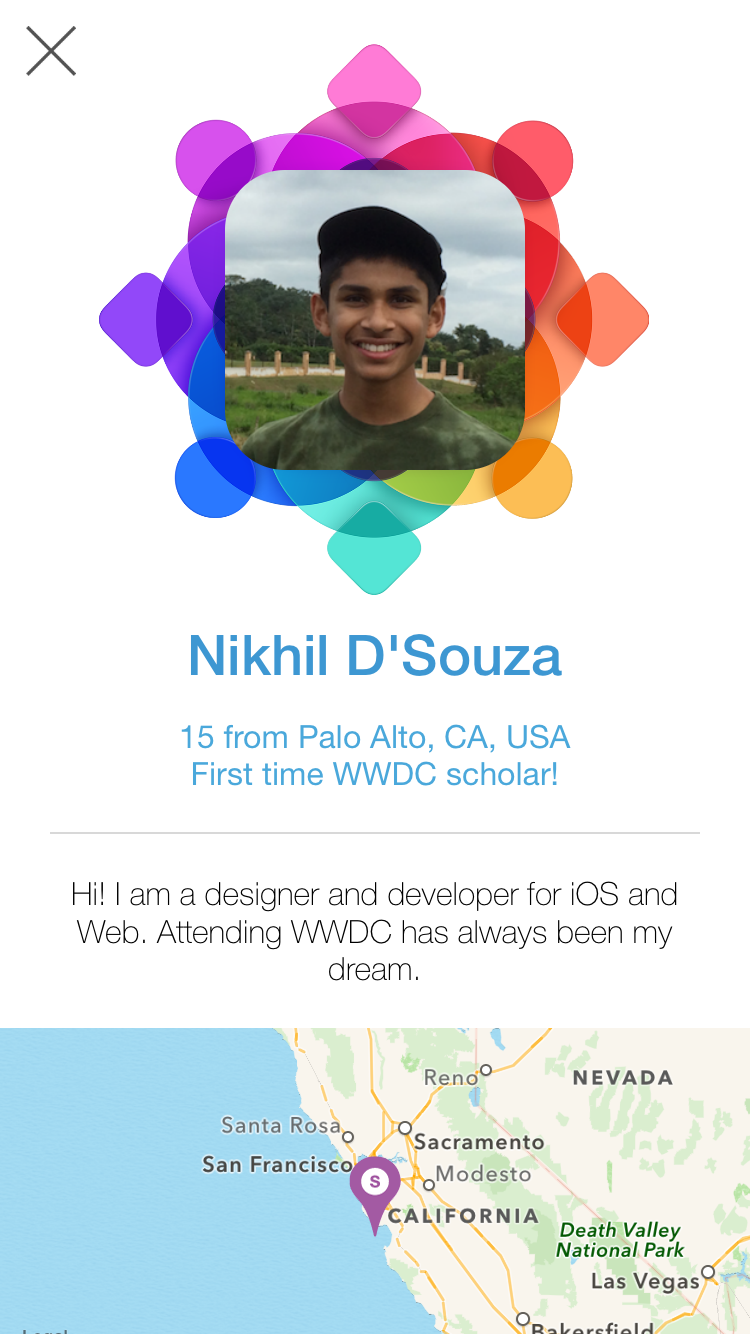 Nikhil D'Souza
15 from Palo Alto, CA, USA
First time WWDC scholar!
Hi! I am a designer and developer for iOS and
Web. Attending WWDC has always been my
dream.
Reno
NEVADA
Santa Rosa
Sacramento
San Francisco
Modesto
S
CALIFORNIA
Death Valley
National Park
Las Vegas
Bakersfield
Legal